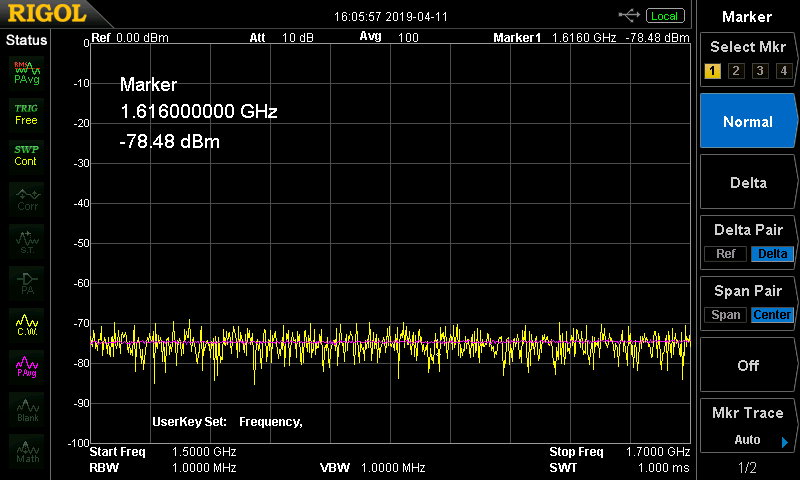 RIGOL
16:05:57 2019-04-11
Local
Marker
Status
Ref 0.00 dBm Att 10 dB Avg 100 Marker1 1.6160 GHz -78.48 dBm
Select Mkr
1 2 3 4
RMS
PAvg
TRIG
Free
SWP
Cont
Corr
S.T.
PA
C.W.
PAvg
Blank
Math
0
-10
-20
-30
-40
-50
-60
-70
-80
-90
-100
Marker
1.616000000 GHz
-78.48 dBm
UserKey Set: Frequency,
Start Freq 1.5000 GHz Stop Freq 1.7000 GHz
RBW 1.0000 MHz VBW 1.0000 MHz SWT 1.000 ms
Normal
Delta
Delta Pair
Ref Delta
Span Pair
Span Center
Off
Mkr Trace
Auto
1/2